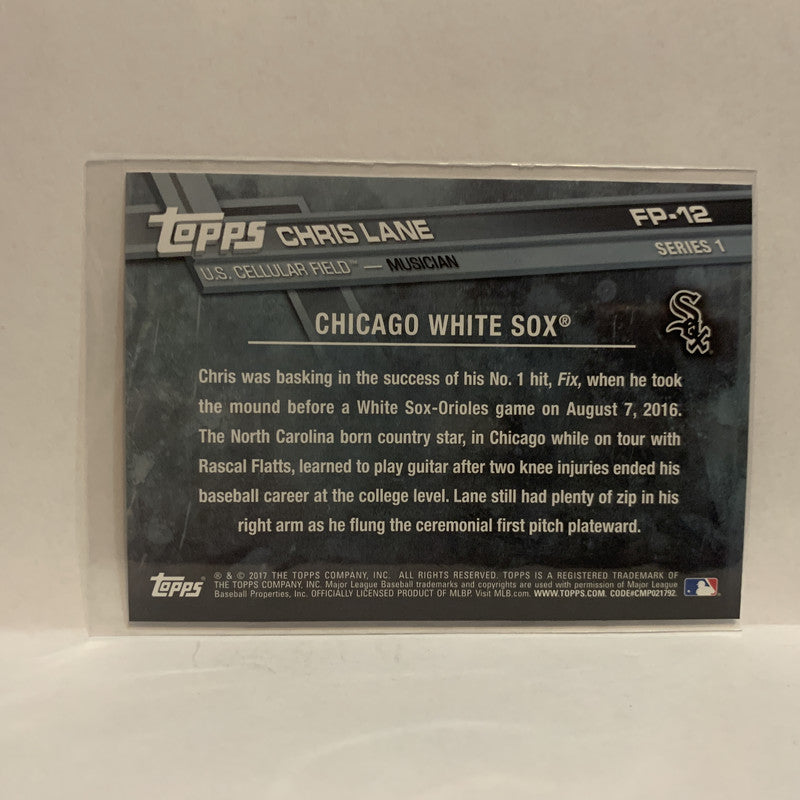 TOPPS CHRIS LANE FP-12
U.S. CELLULAR FIELD™ — MUSICIAN SERIES 1
CHICAGO WHITE SOX®
Sox
Chris was basking in the success of his No. 1 hit, Fix, when he took
the mound before a White Sox-Orioles game on August 7, 2016.
The North Carolina born country star, in Chicago while on tour with
Rascal Flatts, learned to play guitar after two knee injuries ended his
baseball career at the college level. Lane still had plenty of zip in his
right arm as he flung the ceremonial first pitch plateward.
TOPPS® ® & © 2017 THE TOPPS COMPANY, INC. ALL RIGHTS RESERVED. TOPPS IS A REGISTERED TRADEMARK OF
THE TOPPS COMPANY, INC. Major League Baseball trademarks and copyrights are used with permission of Major League
Baseball Properties, Inc. OFFICIALLY LICENSED PRODUCT OF MLBP. Visit MLB.com. WWW.TOPPS.COM. CODE#CMP021792